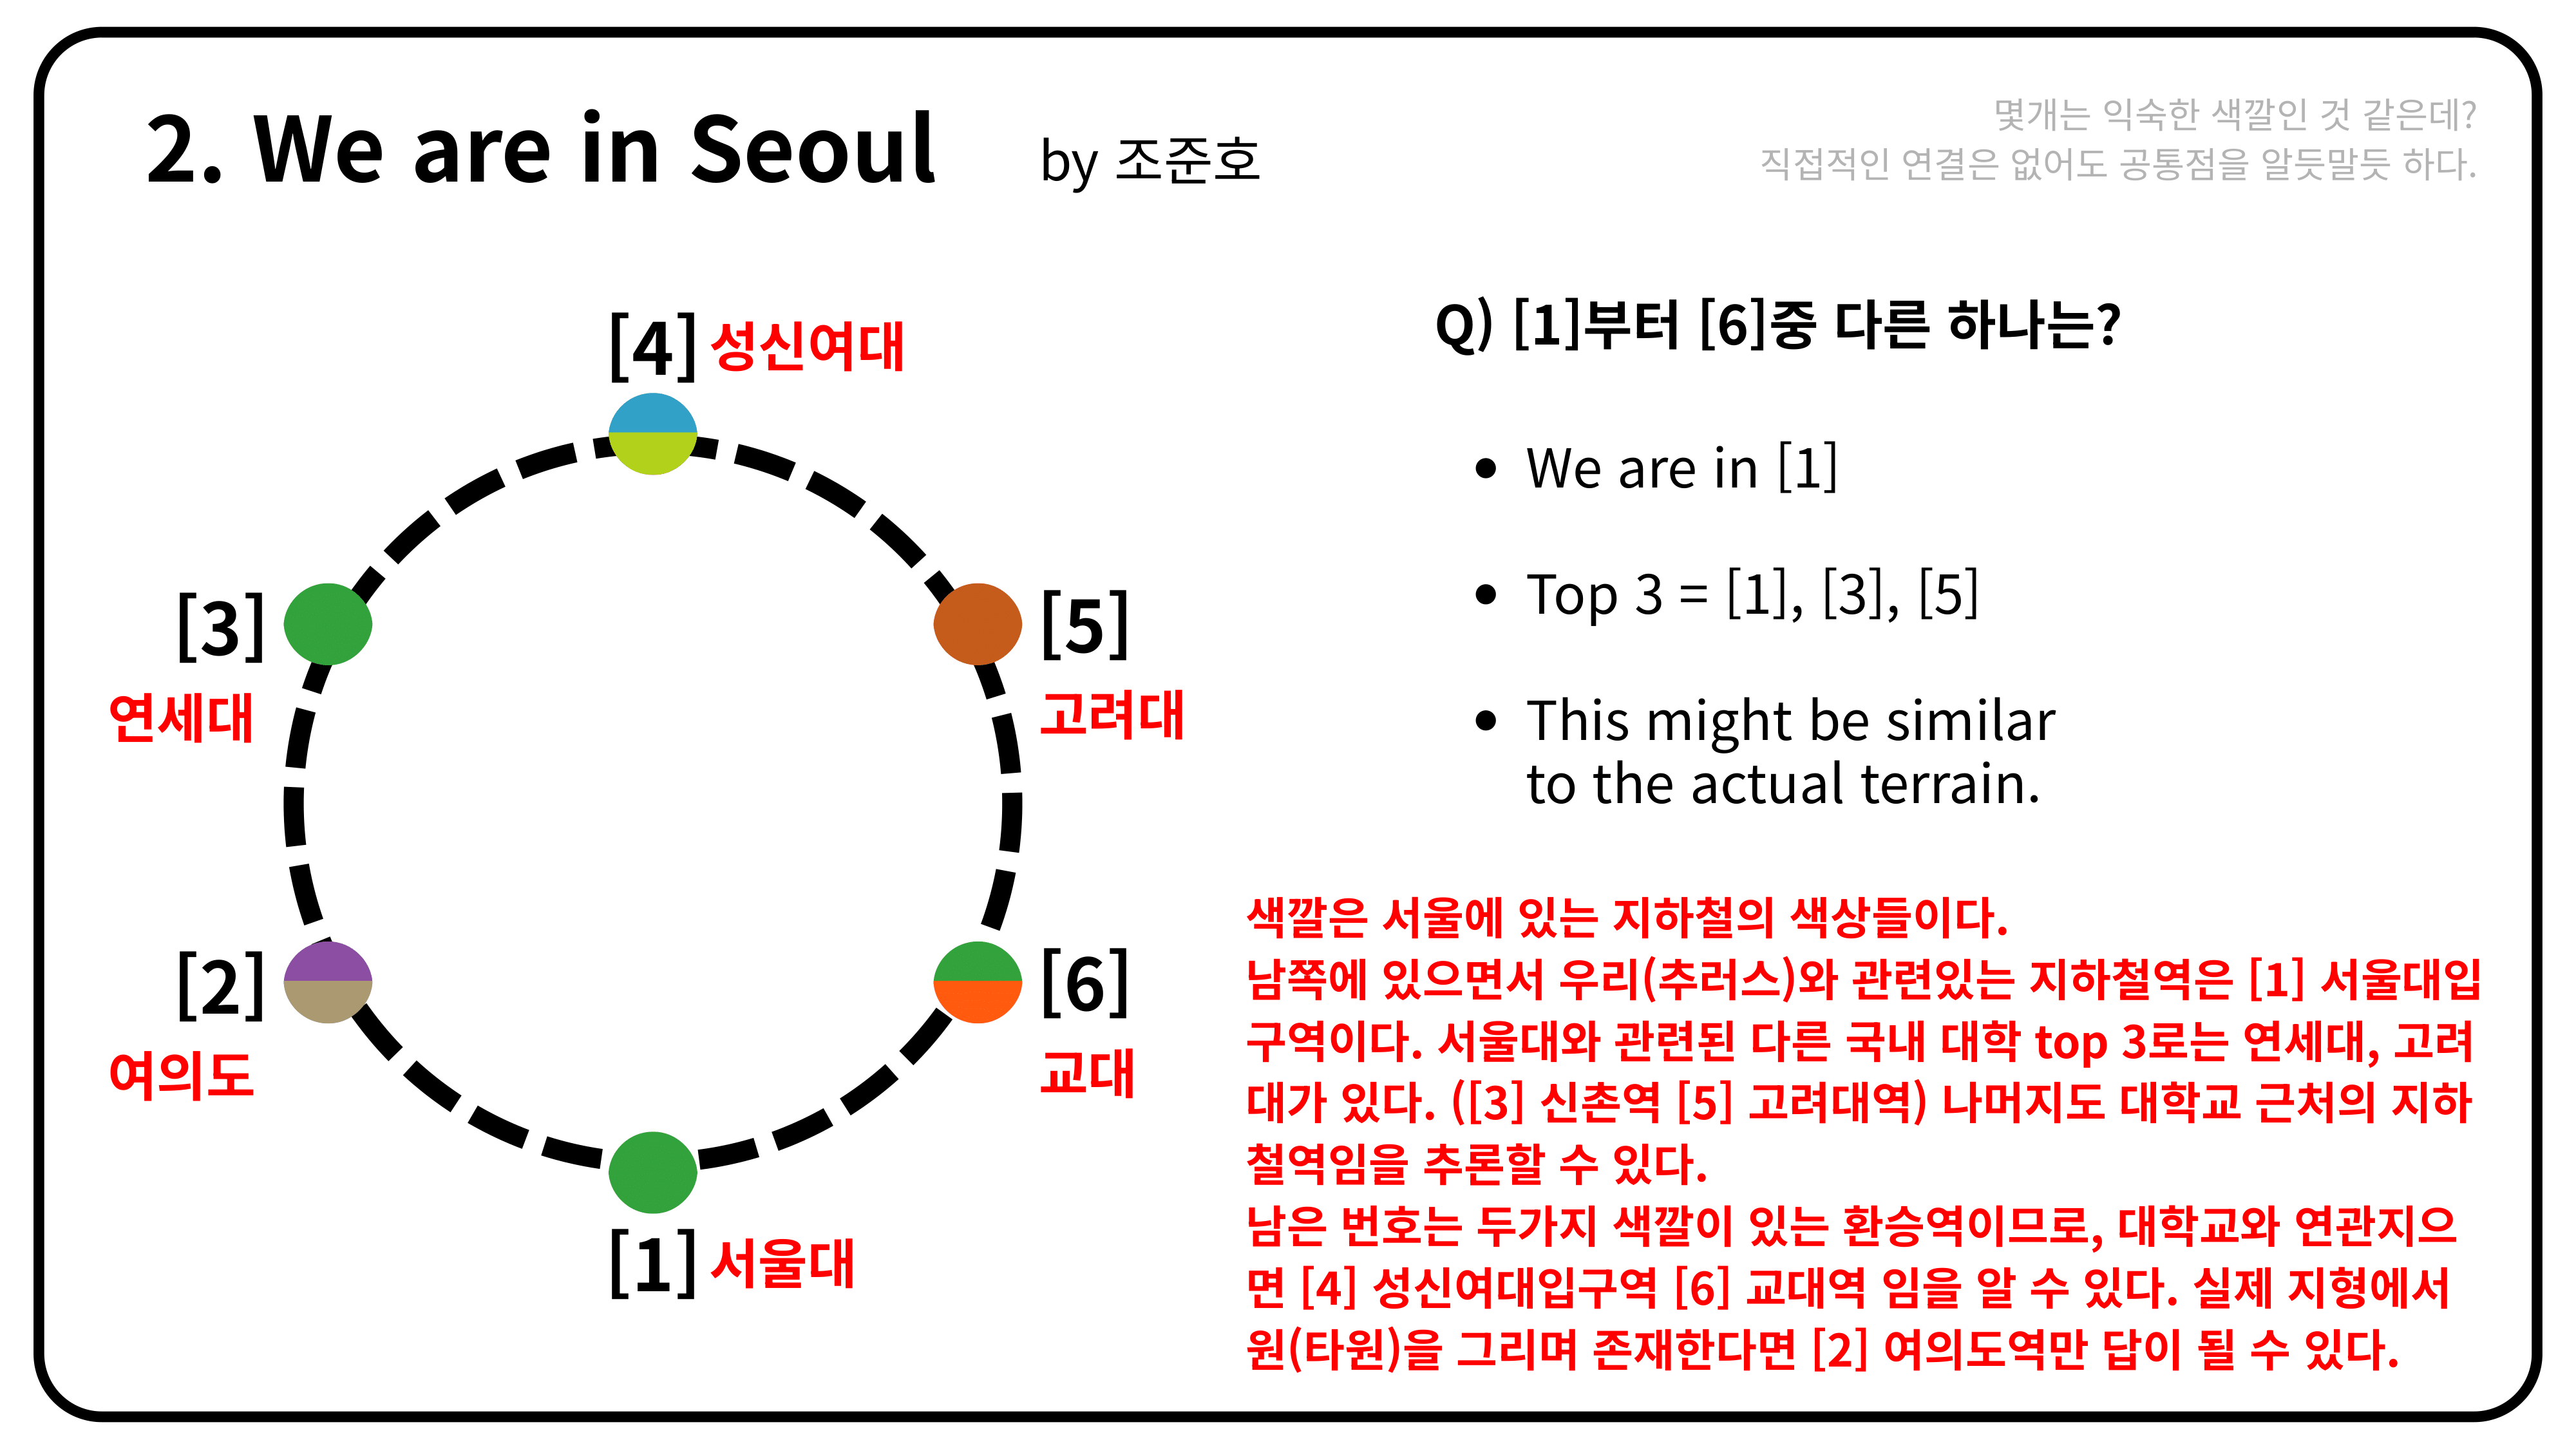 2. We are in Seoul by 조준호
몇개는 익숙한 색깔인 것 같은데?
직접적인 연결은 없어도 공통점을 알듯말듯 하다.
[4] 성신여대
[3]
연세대
[5]
고려대
[2]
여의도
[6]
교대
[1] 서울대
Q) [1]부터 [6]중 다른 하나는?
• We are in [1]
• Top 3 = [1], [3], [5]
• This might be similar
to the actual terrain.
색깔은 서울에 있는 지하철의 색상들이다.
남쪽에 있으면서 우리(추러스)와 관련있는 지하철역은 [1] 서울대입
구역이다. 서울대와 관련된 다른 국내 대학 top 3로는 연세대, 고려
대가 있다. ([3] 신촌역 [5] 고려대역) 나머지도 대학교 근처의 지하
철역임을 추론할 수 있다.
남은 번호는 두가지 색깔이 있는 환승역이므로, 대학교와 연관지으
면 [4] 성신여대입구역 [6] 교대역 임을 알 수 있다. 실제 지형에서
원(타원)을 그리며 존재한다면 [2] 여의도역만 답이 될 수 있다.